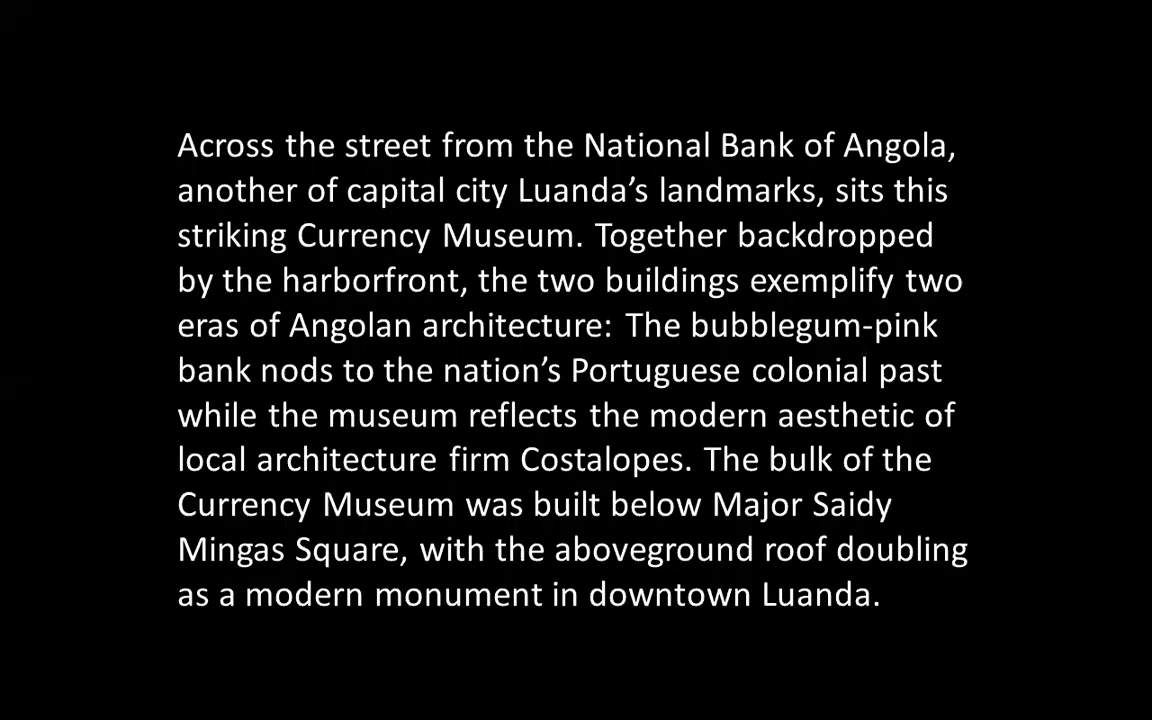 Across the street from the National Bank of Angola,
another of capital city Luanda’s landmarks, sits this
striking Currency Museum. Together backdropped
by the harborfront, the two buildings exemplify two
eras of Angolan architecture: The bubblegum-pink
bank nods to the nation’s Portuguese colonial past
while the museum reflects the modern aesthetic of
local architecture firm Costalopes. The bulk of the
Currency Museum was built below Major Saidy
Mingas Square, with the aboveground roof doubling
as a modern monument in downtown Luanda.